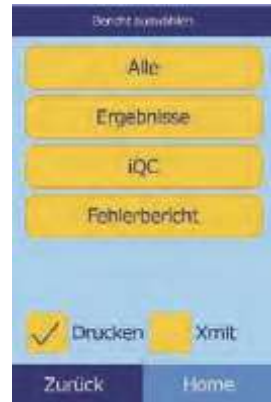 Bericht auswählen
Alle
Ergebnisse
iQC
Fehlerbericht
Drucken Xmit
Zurück Home